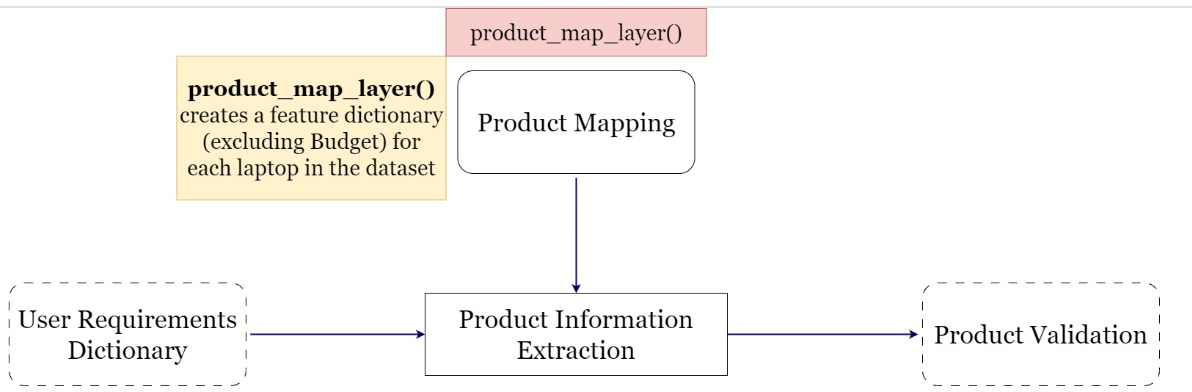 product_map_layer()
product_map_layer()
creates a feature dictionary
(excluding Budget) for
each laptop in the dataset
Product Mapping
User Requirements
Dictionary
Product Information
Extraction
Product Validation